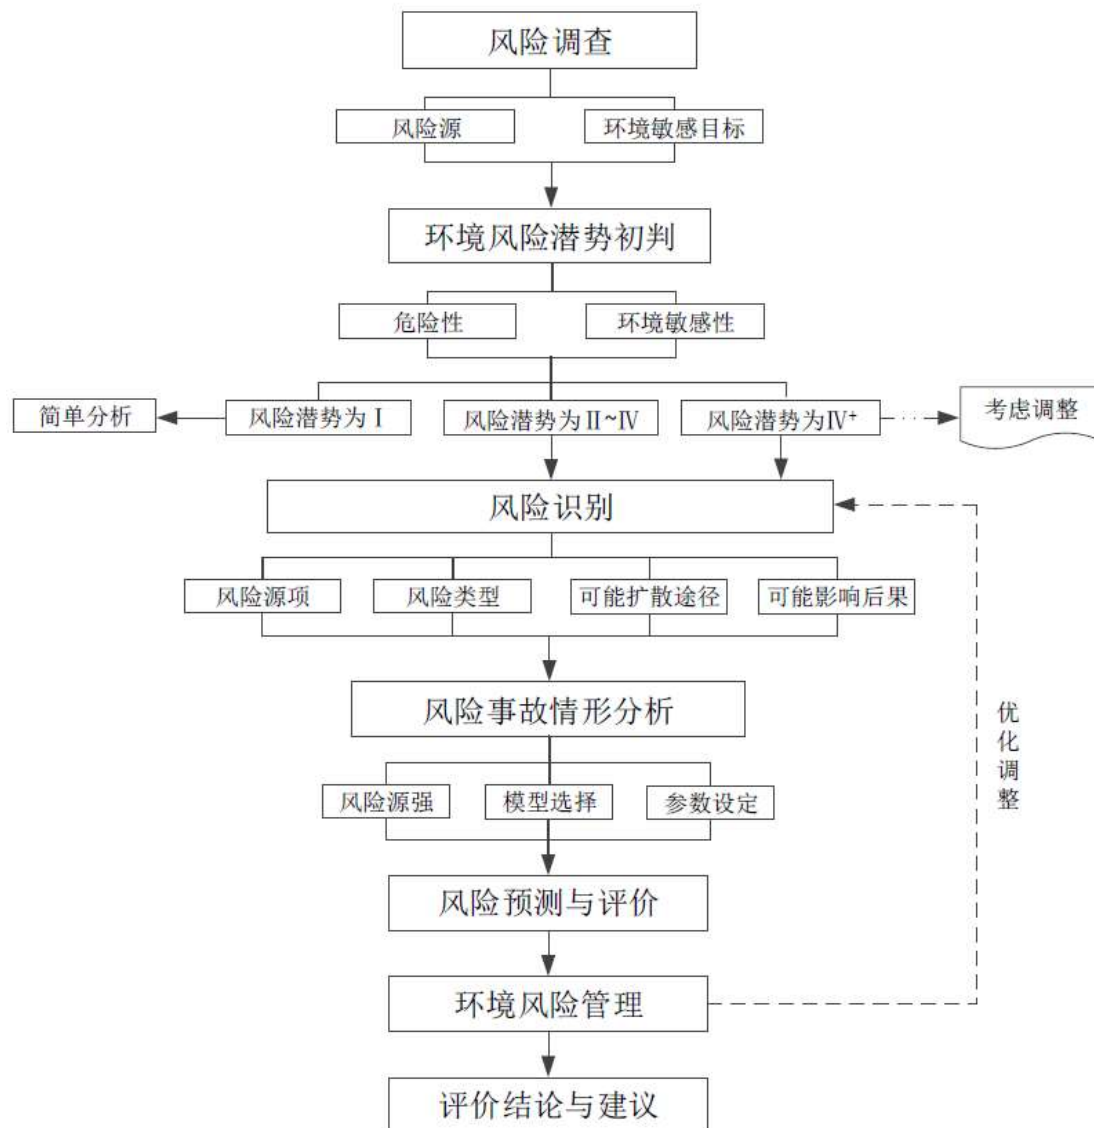 风险调查
风险源
环境敏感目标
环境风险潜势初判
危险性
环境敏感性
简单分析
风险潜势为Ⅰ
风险潜势为Ⅱ~Ⅳ
风险潜势为Ⅳ+
考虑调整
风险识别
风险源项
风险类型
可能扩散途径
可能影响后果
风险事故情形分析
优化调整
风险源强
模型选择
参数设定
风险预测与评价
环境风险管理
评价结论与建议